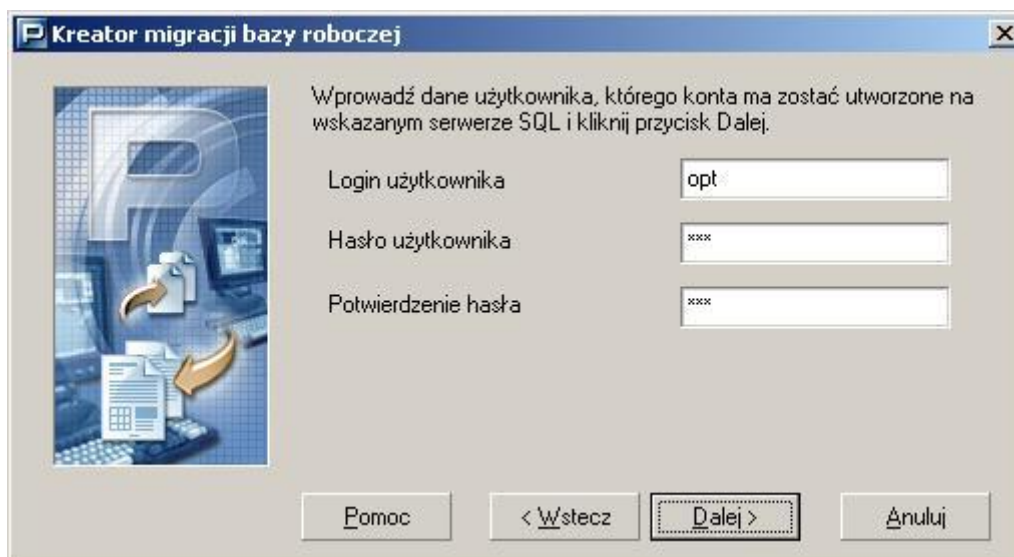 Kreator migracji bazy roboczej
Wprowadź dane użytkownika, którego konta ma zostać utworzone na
wskazanym serwerze SQL i kliknij przycisk Dalej.
Login użytkownika
opt
Hasło użytkownika
***
Potwierdzenie hasła
***
Pomoc
< Wstecz
Dalej >
Anuluj